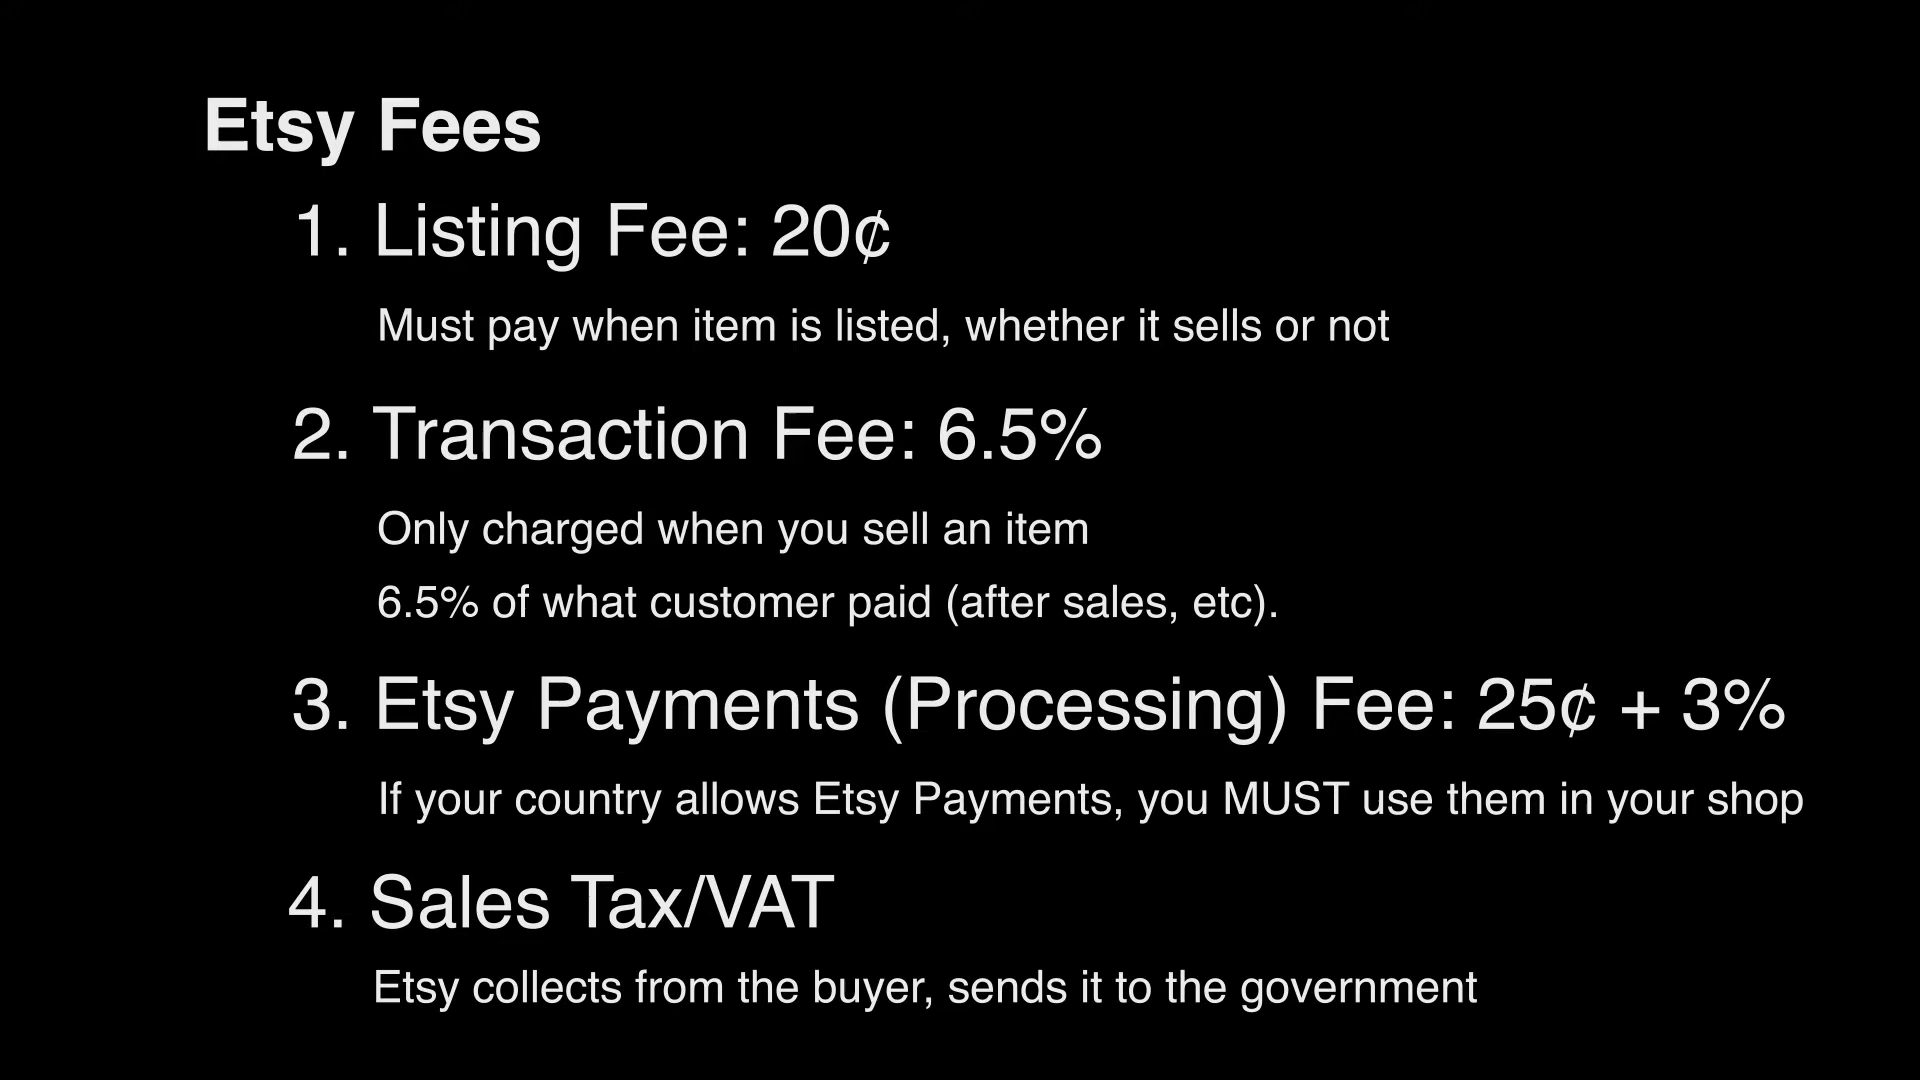 Etsy Fees
1. Listing Fee: 20¢
Must pay when item is listed, whether it sells or not
2. Transaction Fee: 6.5%
Only charged when you sell an item
6.5% of what customer paid (after sales, etc).
3. Etsy Payments (Processing) Fee: 25¢ + 3%
If your country allows Etsy Payments, you MUST use them in your shop
4. Sales Tax/VAT
Etsy collects from the buyer, sends it to the government